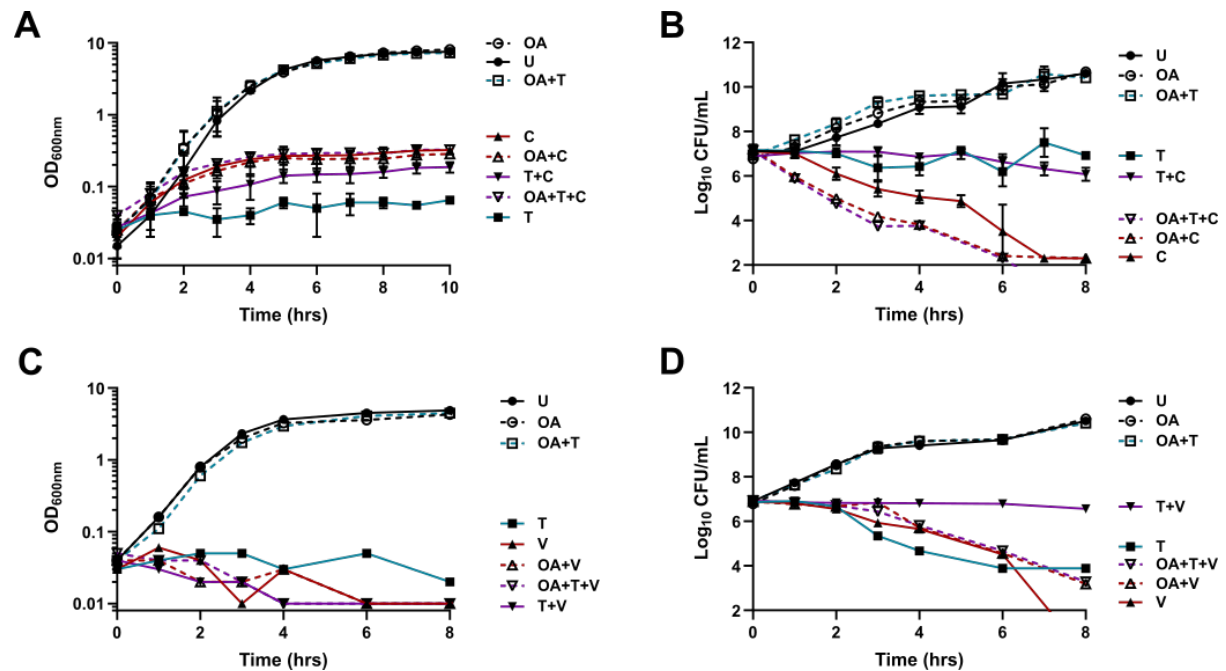 A
OD600nm
10
1
0.1
0.01
0 2 4 6 8 10
Time (hrs)
OA
U
OA+T
C
OA+C
T+C
OA+T+C
T
B
Log10 CFU/mL
12
10
8
6
4
2
0 2 4 6 8
Time (hrs)
U
OA
OA+T
T
T+C
OA+T+C
OA+C
C
C
OD600nm
10
1
0.1
0.01
0 2 4 6 8
Time (hrs)
U
OA
OA+T
T
V
OA+V
OA+T+V
T+V
D
Log10 CFU/mL
12
10
8
6
4
2
0 2 4 6 8
Time (hrs)
U
OA
OA+T
T+V
T
OA+T+V
OA+V
V